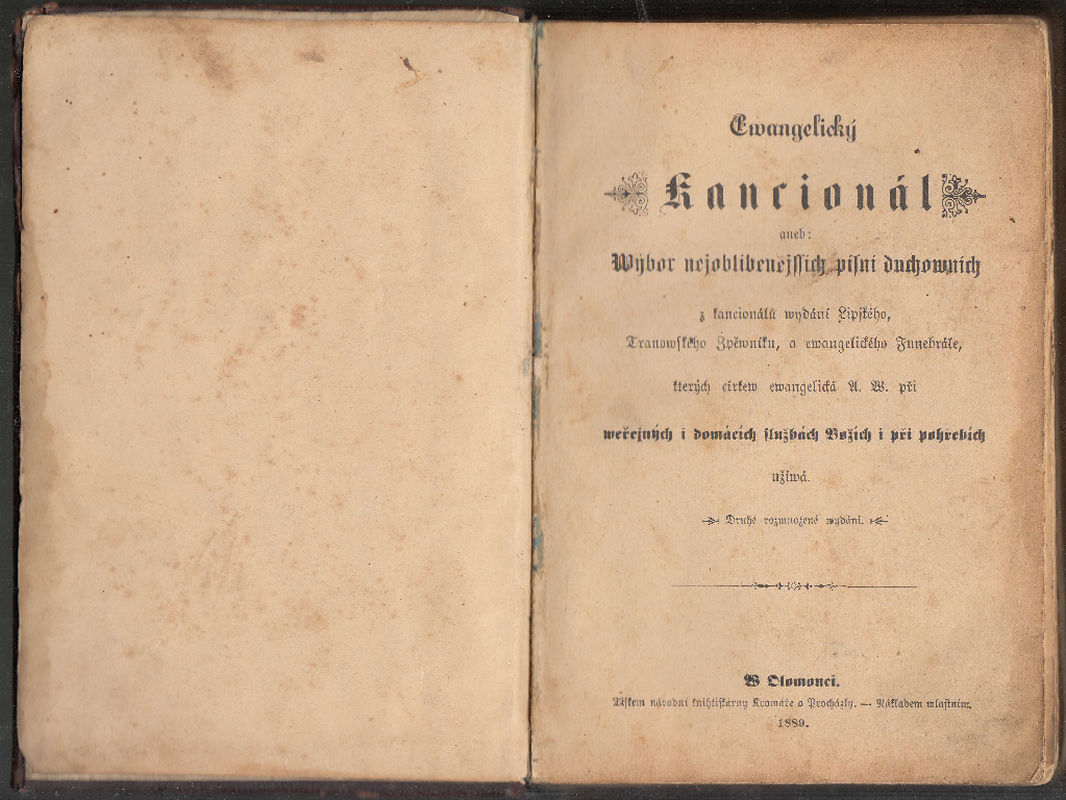 Ewangelický
Kancionál
aneb:
Wýbor nejoblíbenějssích písní duchowních
z kancionálů wydání Lipského,
Tranowského Zpěwníku, a ewangelického Funebrále,
kterých církew ewangelická A. W. při
weřejných i domácích službách Božích i při pohřebích
užíwá.
Druhé rozmnožené wydání.
W Olomouci.
Tiskem národní knihtiskárny Kramáře a Procházky. — Nákladem wlastním.
1889.